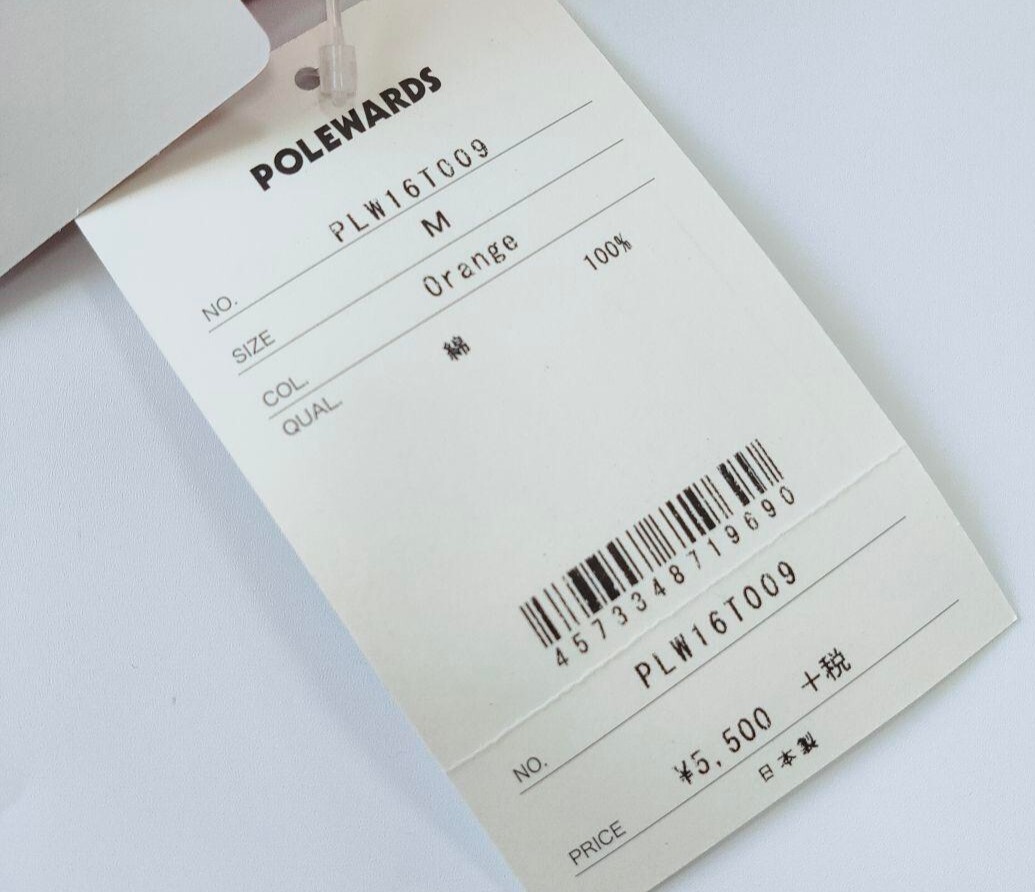 POLEWARDS
NO. PLW16T009
SIZE M
COL. Orange
QUAL. 綿 100%
4573348719690
NO. PLW16T009
PRICE ¥5,500 +税
日本製